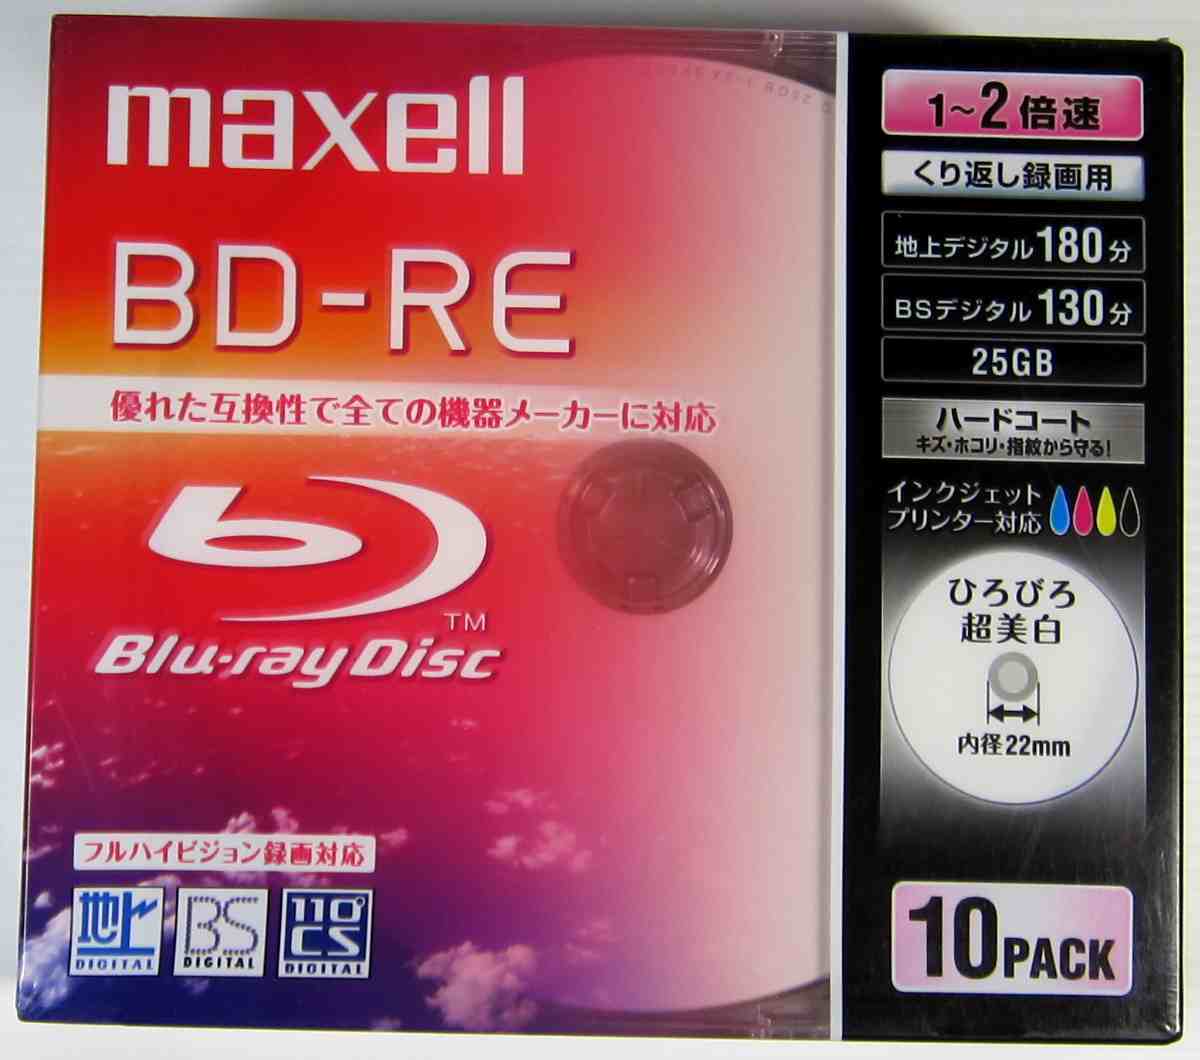 maxell
BD-RE
優れた互換性で全ての機器メーカーに対応
TM
Blu-ray Disc
フルハイビジョン録画対応
地上
DIGITAL
BS
DIGITAL
110°
CS
DIGITAL
1~2倍速
くり返し録画用
地上デジタル180分
BSデジタル130分
25GB
ハードコート
キズ・ホコリ・指紋から守る!
インクジェット
プリンター対応
ひろびろ
超美白
内径22mm
10PACK